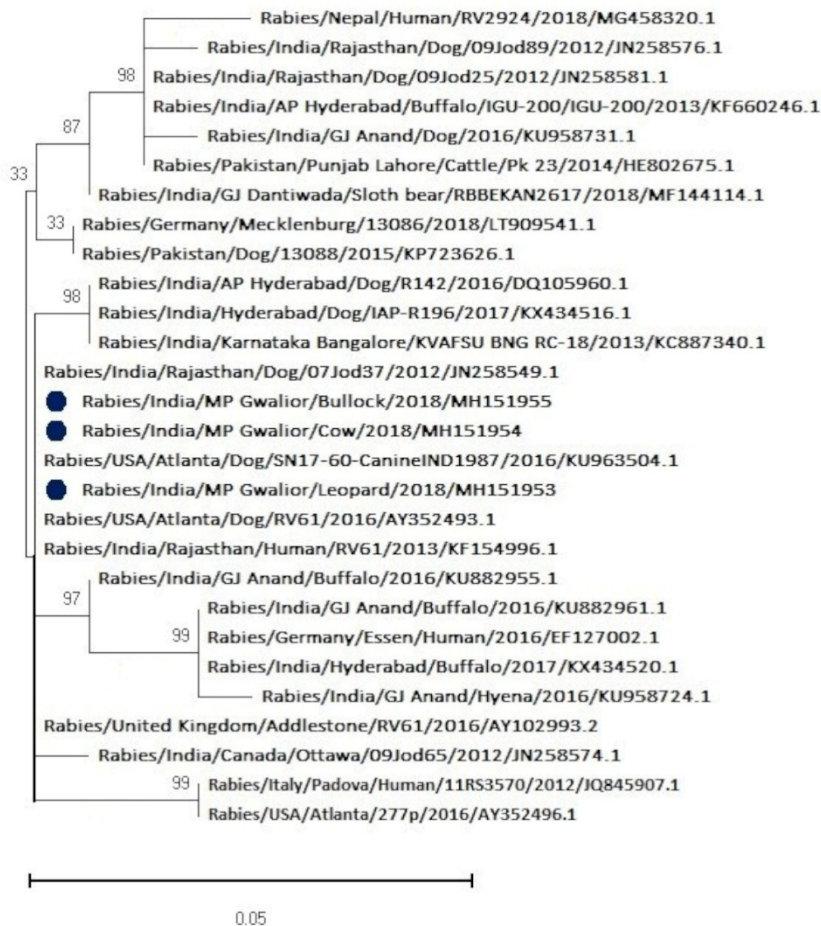 Rabies/Nepal/Human/RV2924/2018/MG458320.1
Rabies/India/Rajasthan/Dog/09Jod89/2012/JN258576.1
98
Rabies/India/Rajasthan/Dog/09Jod25/2012/JN258581.1
Rabies/India/AP Hyderabad/Buffalo/IGU-200/IGU-200/2013/KF660246.1
87
Rabies/India/GJ Anand/Dog/2016/KU958731.1
Rabies/Pakistan/Punjab Lahore/Cattle/Pk 23/2014/HE802675.1
33
Rabies/India/GJ Dantiwada/Sloth bear/RBBEKAN2617/2018/MF144114.1
33
Rabies/Germany/Mecklenburg/13086/2018/LT909541.1
Rabies/Pakistan/Dog/13088/2015/KP723626.1
Rabies/India/AP Hyderabad/Dog/R142/2016/DQ105960.1
98
Rabies/India/Hyderabad/Dog/IAP-R196/2017/KX434516.1
Rabies/India/Karnataka Bangalore/KVAFSU BNG RC-18/2013/KC887340.1
Rabies/India/Rajasthan/Dog/07Jod37/2012/JN258549.1
Rabies/India/MP Gwalior/Bullock/2018/MH151955
Rabies/India/MP Gwalior/Cow/2018/MH151954
Rabies/USA/Atlanta/Dog/SN17-60-CanineIND1987/2016/KU963504.1
Rabies/India/MP Gwalior/Leopard/2018/MH151953
Rabies/USA/Atlanta/Dog/RV61/2016/AY352493.1
Rabies/India/Rajasthan/Human/RV61/2013/KF154996.1
Rabies/India/GJ Anand/Buffalo/2016/KU882955.1
97
Rabies/India/GJ Anand/Buffalo/2016/KU882961.1
99
Rabies/Germany/Essen/Human/2016/EF127002.1
Rabies/India/Hyderabad/Buffalo/2017/KX434520.1
Rabies/India/GJ Anand/Hyena/2016/KU958724.1
Rabies/United Kingdom/Addlestone/RV61/2016/AY102993.2
Rabies/India/Canada/Ottawa/09Jod65/2012/JN258574.1
99
Rabies/Italy/Padova/Human/11RS3570/2012/JQ845907.1
Rabies/USA/Atlanta/277p/2016/AY352496.1
0.05